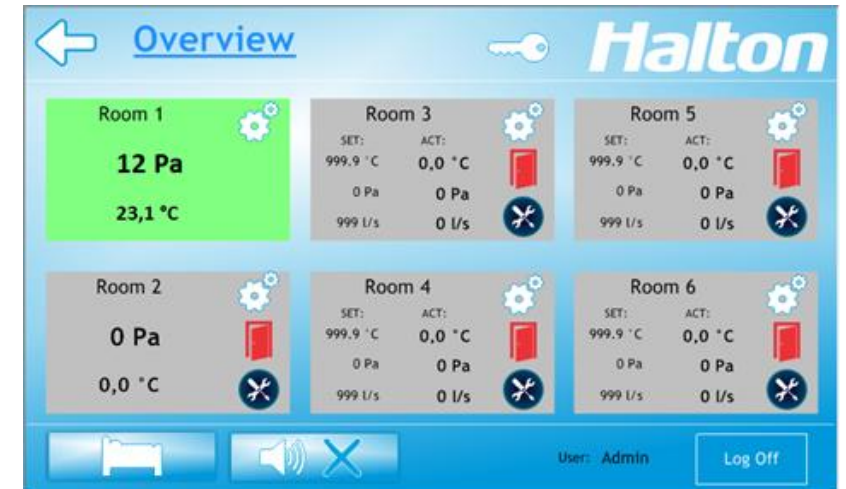 Overview
Halton
Room 1
12 Pa
23,1 °C
Room 3
SET: ACT:
999.9 °C 0,0 °C
0 Pa 0 Pa
999 l/s 0 l/s
Room 5
SET: ACT:
999.9 °C 0,0 °C
0 Pa 0 Pa
999 l/s 0 l/s
Room 2
0 Pa
0,0 °C
Room 4
SET: ACT:
999.9 °C 0,0 °C
0 Pa 0 Pa
999 l/s 0 l/s
Room 6
SET: ACT:
999.9 °C 0,0 °C
0 Pa 0 Pa
999 l/s 0 l/s
User: Admin
Log Off